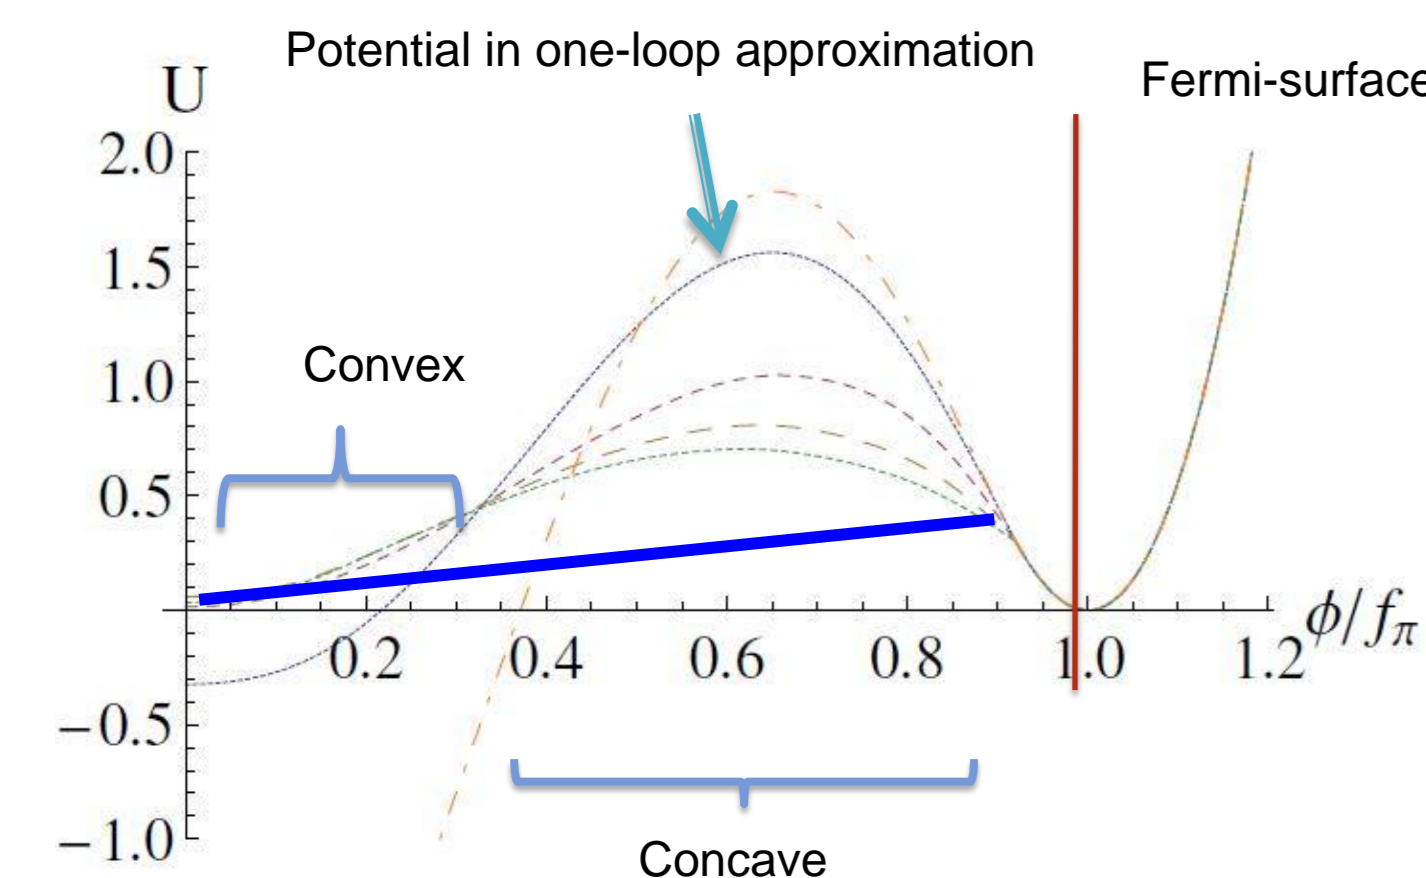 Potential in one-loop approximation
Fermi-surface
U
2.0
1.5
Convex
1.0
0.5
ϕ/fπ
0.2 0.4 0.6 0.8 1.0 1.2
−0.5
−1.0
Concave